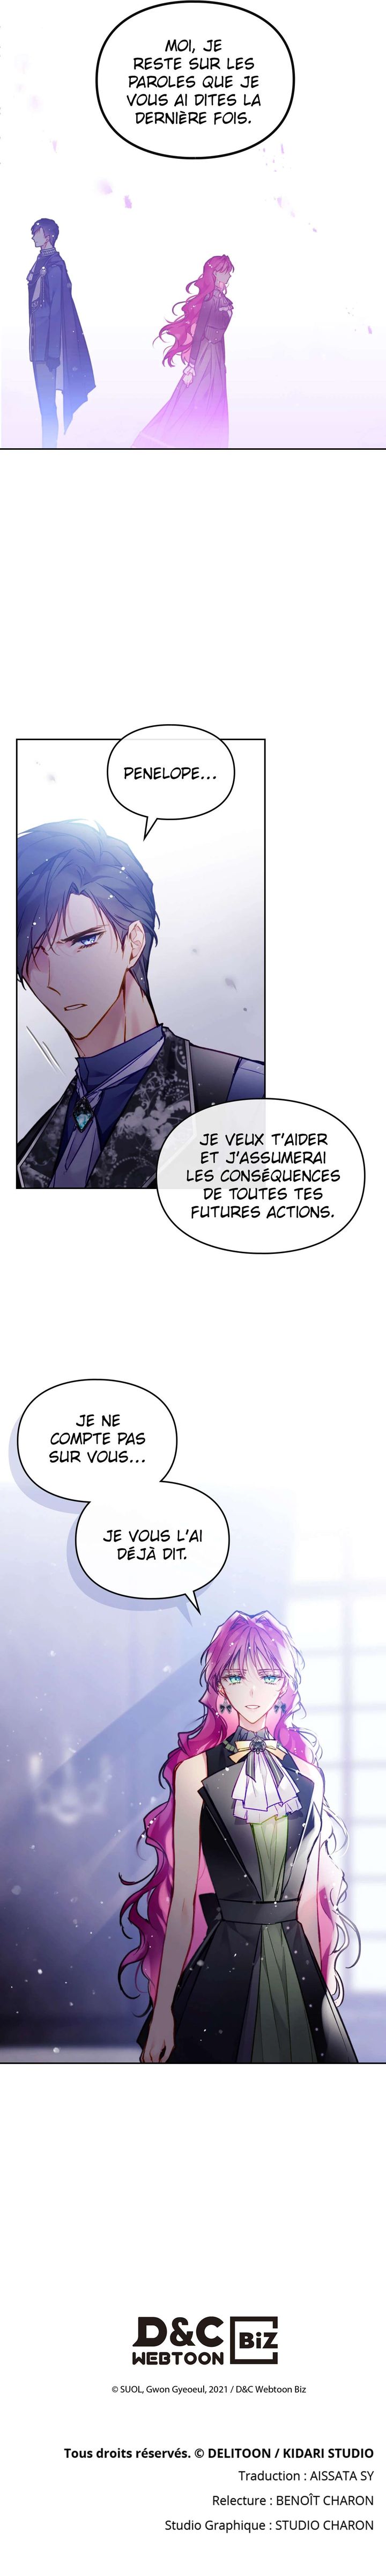 MOI, JE
RESTE SUR LES
PAROLES QUE JE
VOUS AI DITES LA
DERNIÈRE FOIS.
PENELOPE...
JE VEUX T'AIDER
ET J'ASSUMERAI
LES CONSÉQUENCES
DE TOUTES TES
FUTURES ACTIONS.
JE NE
COMPTE PAS
SUR VOUS...
JE VOUS L'AI
DÉJÀ DIT.
D&C
WEBTOON
BiZ
© SUOL, Gwon Gyeoeul, 2021 / D&C Webtoon Biz
Tous droits réservés. © DELITOON / KIDARI STUDIO
Traduction : AISSATA SY
Relecture : BENOÎT CHARON
Studio Graphique : STUDIO CHARON